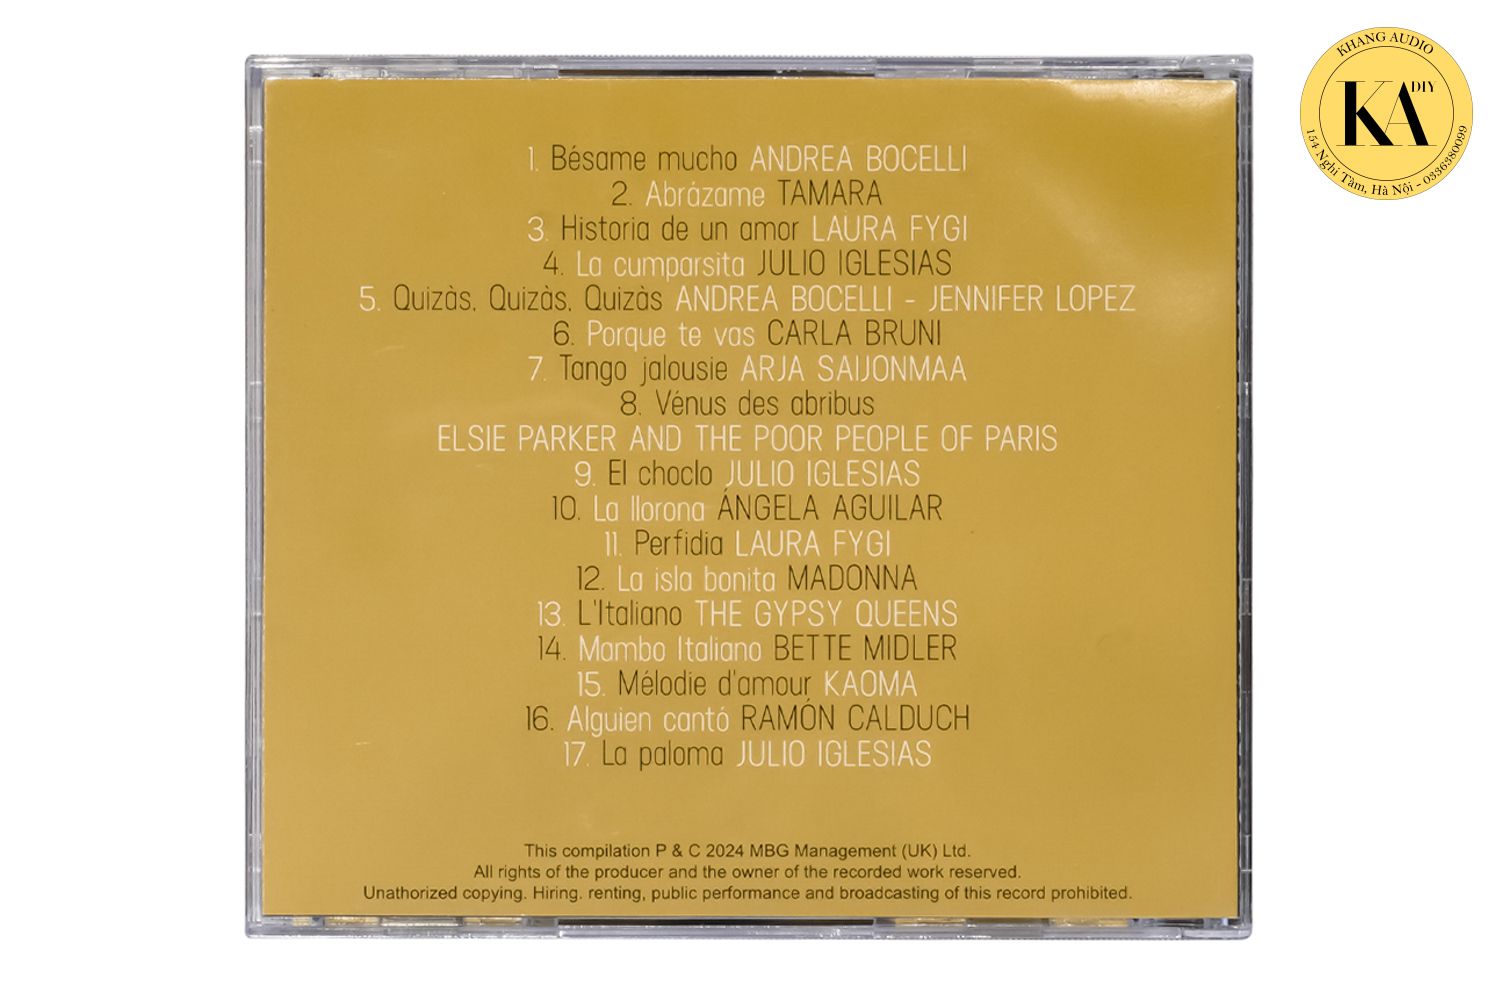 1. Bésame mucho ANDREA BOCELLI
2. Abrázame TAMARA
3. Historia de un amor LAURA FYGI
4. La cumparsita JULIO IGLESIAS
5. Quizàs, Quizàs, Quizàs ANDREA BOCELLI - JENNIFER LOPEZ
6. Porque te vas CARLA BRUNI
7. Tango jalousie ARJA SAIJONMAA
8. Vénus des abribus
ELSIE PARKER AND THE POOR PEOPLE OF PARIS
9. El choclo JULIO IGLESIAS
10. La llorona ÁNGELA AGUILAR
11. Perfidia LAURA FYGI
12. La isla bonita MADONNA
13. L'Italiano THE GYPSY QUEENS
14. Mambo Italiano BETTE MIDLER
15. Mélodie d'amour KAOMA
16. Alguien cantó RAMÓN CALDUCH
17. La paloma JULIO IGLESIAS
This compilation P & C 2024 MBG Management (UK) Ltd.
All rights of the producer and the owner of the recorded work reserved.
Unathorized copying. Hiring. renting, public performance and broadcasting of this record prohibited.
KHANG AUDIO
KA DIY
154 Nghi Tàm, Hà Nội - 0336380099